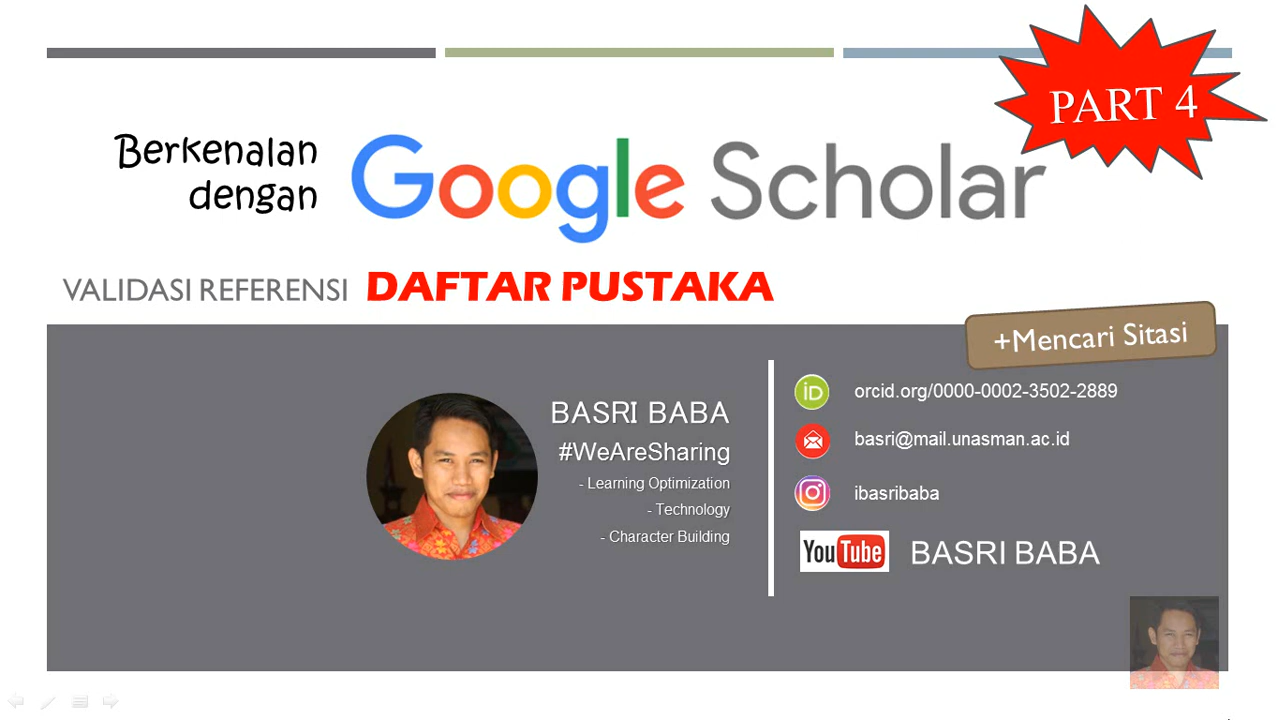 PART 4
Berkenalan
dengan
Google Scholar
VALIDASI REFERENSI DAFTAR PUSTAKA
+Mencari Sitasi
BASRI BABA
#WeAreSharing
- Learning Optimization
- Technology
- Character Building
iD orcid.org/0000-0002-3502-2889
basri@mail.unasman.ac.id
ibasribaba
YouTube BASRI BABA